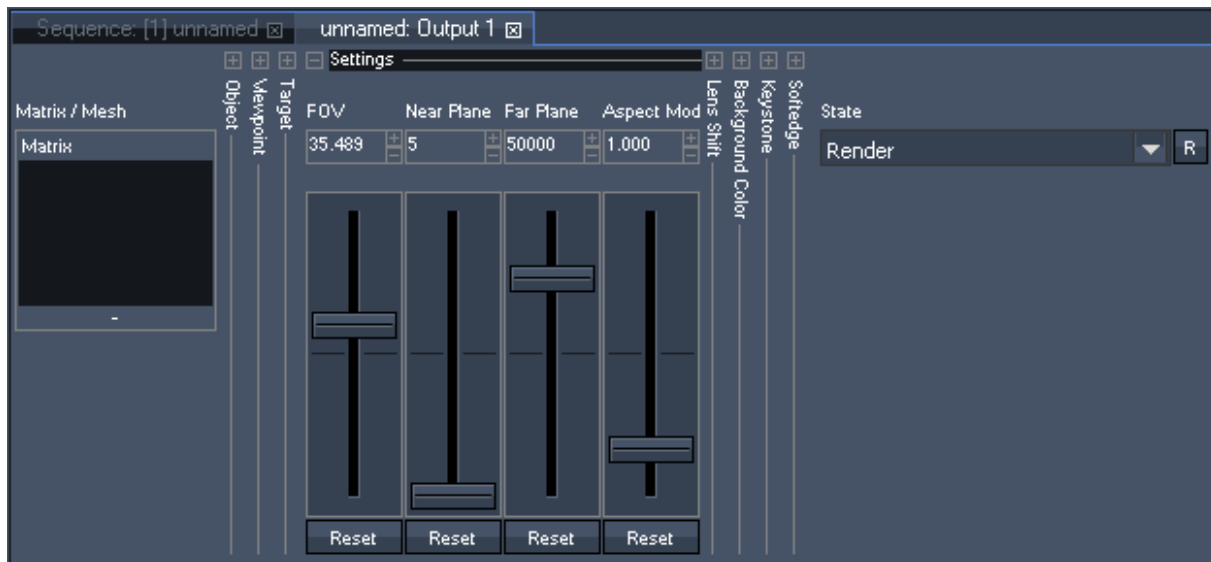 Sequence: [1] unnamed
unnamed: Output 1
Settings
Object
Viewpoint
Target
Lens Shift
Background Color
Keystone
Softedge
Matrix / Mesh
FOV
Near Plane
Far Plane
Aspect Mod
State
Matrix
35.489
5
50000
1.000
Render
R
-
Reset
Reset
Reset
Reset